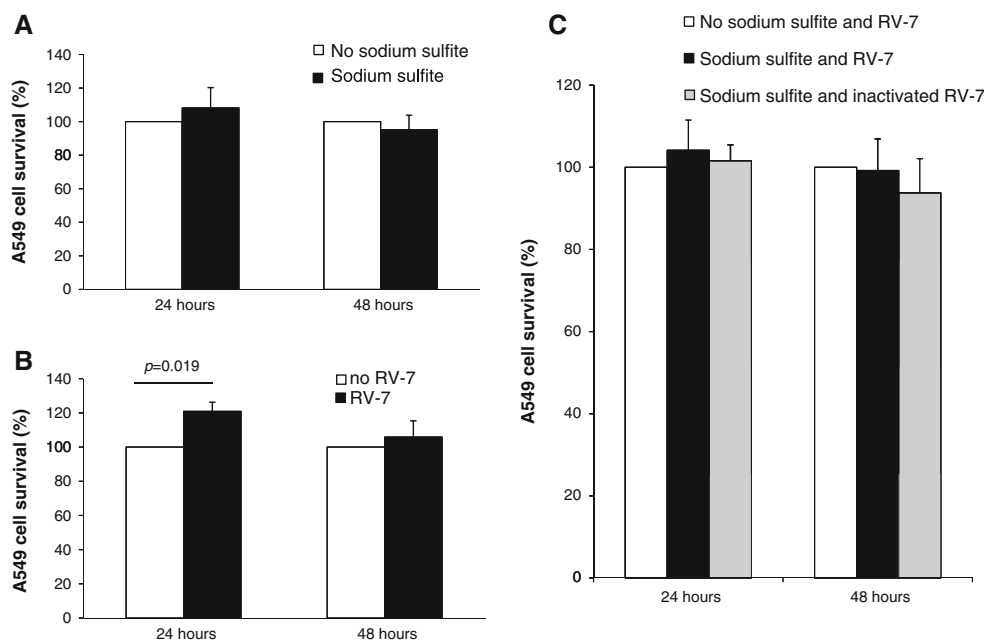 A
No sodium sulfite
Sodium sulfite
A549 cell survival (%)
140
120
100
80
60
40
20
0
24 hours
48 hours
B
p=0.019
no RV-7
RV-7
A549 cell survival (%)
140
120
100
80
60
40
20
0
24 hours
48 hours
C
No sodium sulfite and RV-7
Sodium sulfite and RV-7
Sodium sulfite and inactivated RV-7
A549 cell survival (%)
120
100
80
60
40
20
0
24 hours
48 hours